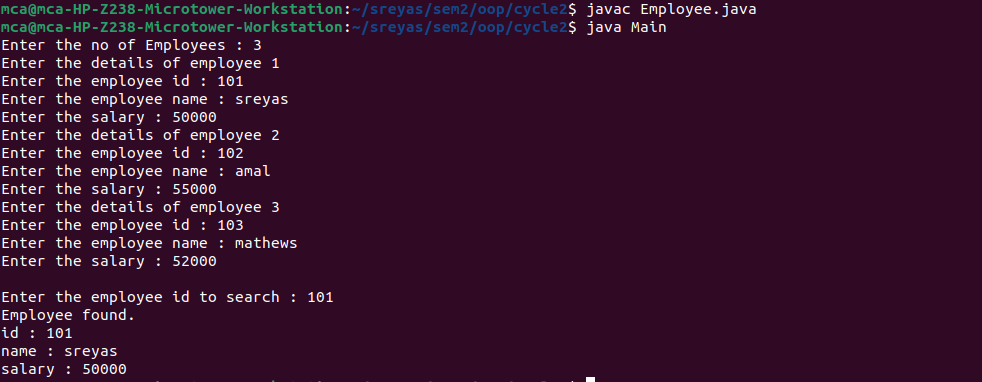 mca@mca-HP-Z238-Microtower-Workstation:~/sreyas/sem2/oop/cycle2$ javac Employee.java
mca@mca-HP-Z238-Microtower-Workstation:~/sreyas/sem2/oop/cycle2$ java Main
Enter the no of Employees : 3
Enter the details of employee 1
Enter the employee id : 101
Enter the employee name : sreyas
Enter the salary : 50000
Enter the details of employee 2
Enter the employee id : 102
Enter the employee name : amal
Enter the salary : 55000
Enter the details of employee 3
Enter the employee id : 103
Enter the employee name : mathews
Enter the salary : 52000
Enter the employee id to search : 101
Employee found.
id : 101
name : sreyas
salary : 50000